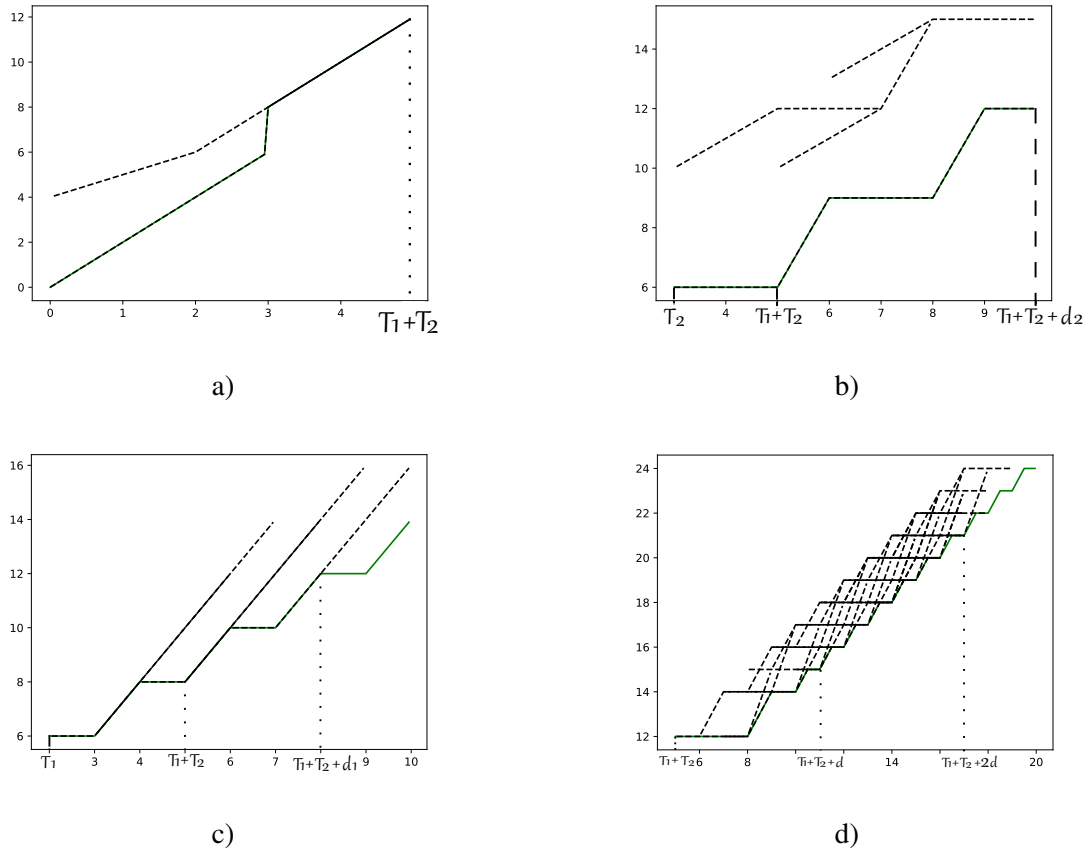 12
10
8
6
4
2
0
0 1 2 3 4
T₁+T₂
a)
14
12
10
8
6
T₂ 4 T₁+T₂ 6 7 8 9 T₁+T₂+d₂
b)
16
14
12
10
8
6
T₁ 3 4 T₁+T₂ 6 7 T₁+T₂+d₁ 9 10
c)
24
22
20
18
16
14
12
T₁+T₂ 6 8 T₁+T₂+d 14 T₁+T₂+2d 20
d)